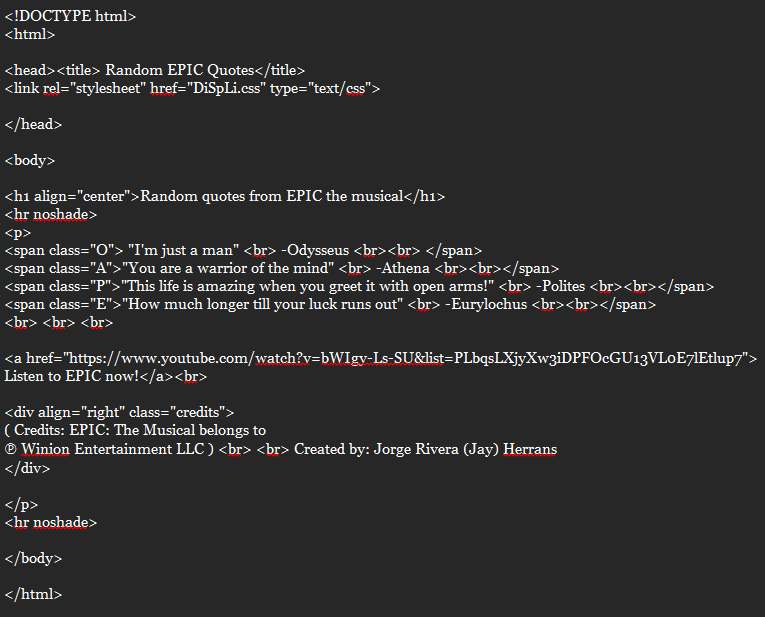 <!DOCTYPE html>
<html>
<head><title> Random EPIC Quotes</title>
<link rel="stylesheet" href="DiSpLi.css" type="text/css">
</head>
<body>
<h1 align="center">Random quotes from EPIC the musical</h1>
<hr noshade>
<p>
<span class="O"> "I'm just a man" <br> -Odysseus <br><br> </span>
<span class="A">"You are a warrior of the mind" <br> -Athena <br><br></span>
<span class="P">"This life is amazing when you greet it with open arms!" <br> -Polites <br><br></span>
<span class="E">"How much longer till your luck runs out" <br> -Eurylochus <br><br></span>
<br> <br> <br>
<a href="https://www.youtube.com/watch?v=bWIgy-Ls-SU&list=PLbqsLXjyXw3iDPFOcGU13VL0E7lEtlup7">
Listen to EPIC now!</a><br>
<div align="right" class="credits">
( Credits: EPIC: The Musical belongs to
℗ Winion Entertainment LLC ) <br> <br> Created by: Jorge Rivera (Jay) Herrans
</div>
</p>
<hr noshade>
</body>
</html>